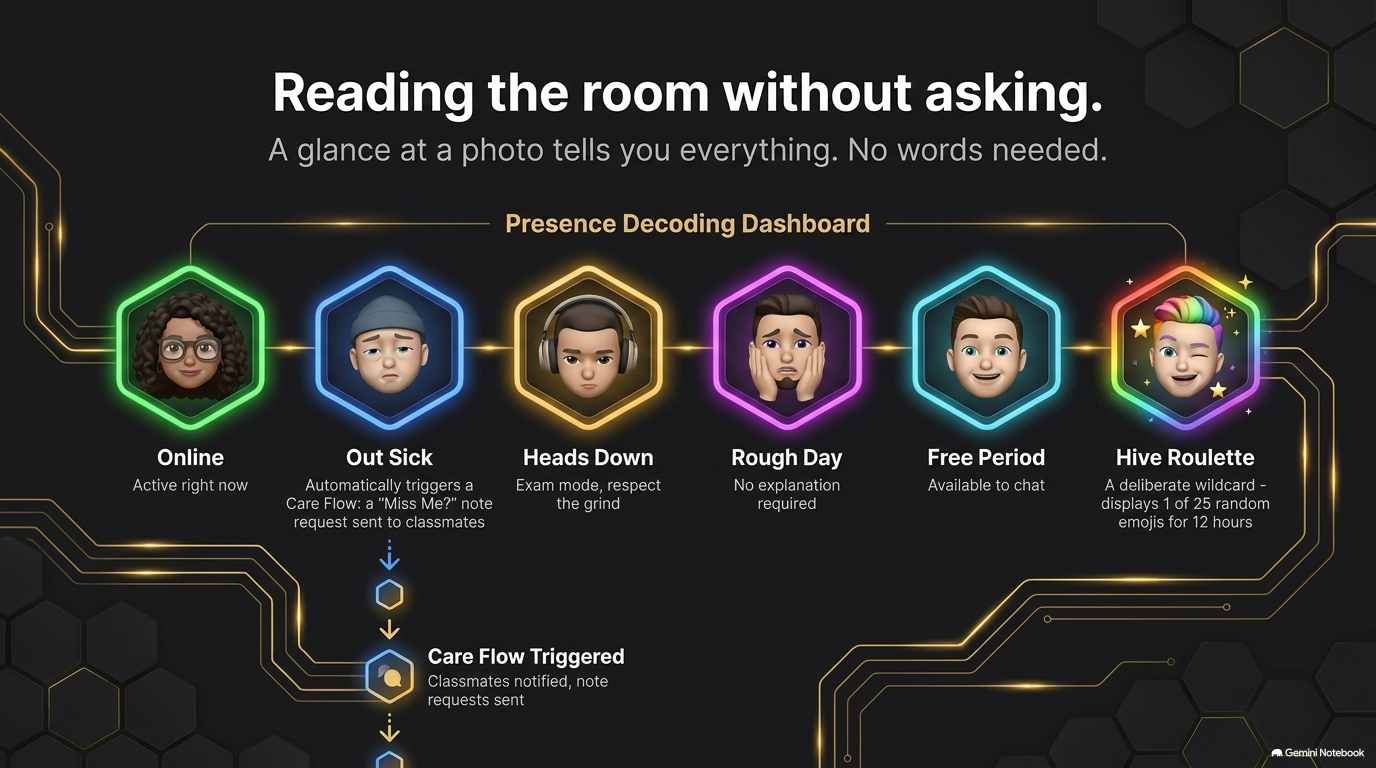 Reading the room without asking.
A glance at a photo tells you everything. No words needed.
Presence Decoding Dashboard
Online
Active right now
Out Sick
Automatically triggers a
Care Flow: a "Miss Me?" note
request sent to classmates
Heads Down
Exam mode, respect
the grind
Rough Day
No explanation
required
Free Period
Available to chat
Hive Roulette
A deliberate wildcard -
displays 1 of 25 random
emojis for 12 hours
Care Flow Triggered
Classmates notified, note
requests sent
Gemini Notebook